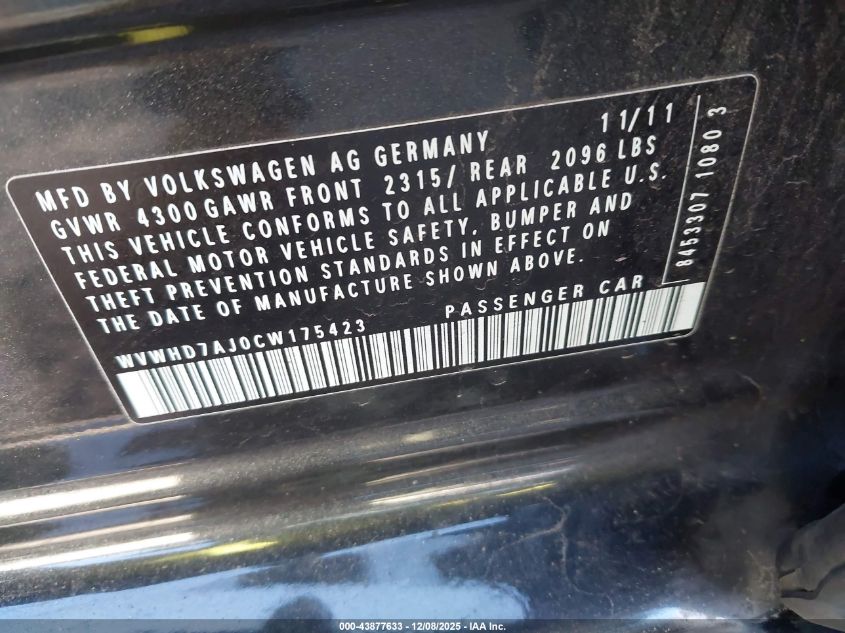 11/11
MFD BY VOLKSWAGEN AG GERMANY
GVWR 4300 GAWR FRONT 2315/ REAR 2096 LBS
THIS VEHICLE CONFORMS TO ALL APPLICABLE U.S.
FEDERAL MOTOR VEHICLE SAFETY, BUMPER AND
THEFT PREVENTION STANDARDS IN EFFECT ON
THE DATE OF MANUFACTURE SHOWN ABOVE.
WVWHD7AJ0CW175423 PASSENGER CAR
8453307 1080 3
000-43877633 - 12/08/2025 - IAA Inc.